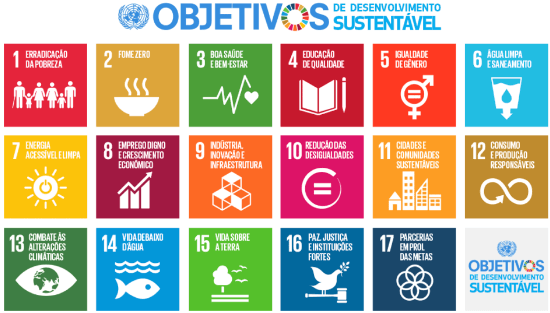 OBJETIVOS DE DESENVOLVIMENTO
SUSTENTÁVEL
1 ERRADICAÇÃO
DA POBREZA
2 FOME ZERO
3 BOA SAÚDE
E BEM-ESTAR
4 EDUCAÇÃO
DE QUALIDADE
5 IGUALDADE
DE GÊNERO
6 ÁGUA LIMPA
E SANEAMENTO
7 ENERGIA
ACESSÍVEL E LIMPA
8 EMPREGO DIGNO
E CRESCIMENTO
ECONÔMICO
9 INDÚSTRIA,
INOVAÇÃO E
INFRAESTRUTURA
10 REDUÇÃO DAS
DESIGUALDADES
11 CIDADES E
COMUNIDADES
SUSTENTÁVEIS
12 CONSUMO
E PRODUÇÃO
RESPONSÁVEIS
13 COMBATE ÀS
ALTERAÇÕES
CLIMÁTICAS
14 VIDA DEBAIXO
D'ÁGUA
15 VIDA SOBRE
A TERRA
16 PAZ, JUSTIÇA
E INSTITUIÇÕES
FORTES
17 PARCERIAS
EM PROL
DAS METAS
OBJETIVOS
DE DESENVOLVIMENTO
SUSTENTÁVEL